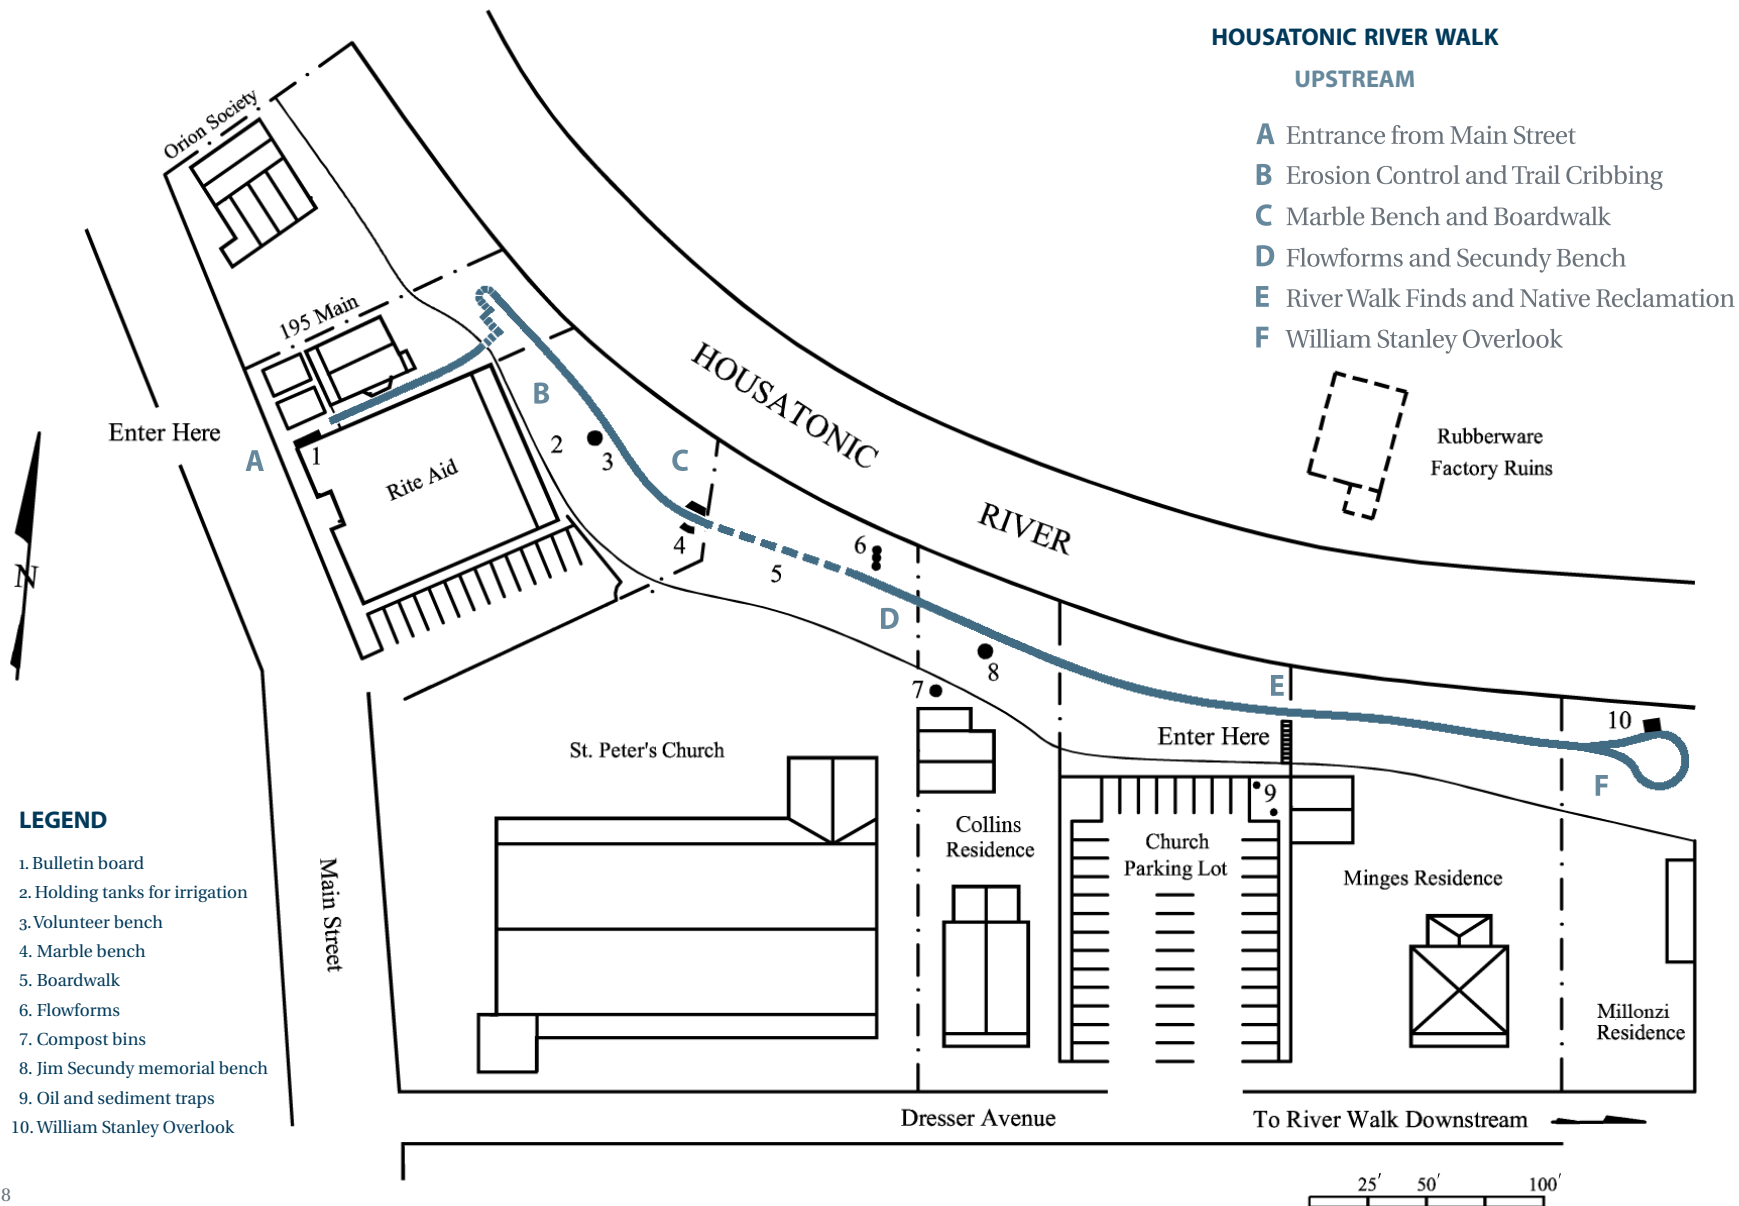 HOUSATONIC RIVER WALK
UPSTREAM
A Entrance from Main Street
B Erosion Control and Trail Cribbing
C Marble Bench and Boardwalk
D Flowforms and Secundy Bench
E River Walk Finds and Native Reclamation
F William Stanley Overlook
Orion Society
195 Main
Enter Here
A
1
Rite Aid
B
2
3
C
4
5
6
D
7
8
HOUSATONIC
RIVER
Rubberware
Factory Ruins
N
E
Enter Here
10
F
9
St. Peter's Church
Collins
Residence
Church
Parking Lot
Minges Residence
Millonzi
Residence
Main Street
LEGEND
1. Bulletin board
2. Holding tanks for irrigation
3. Volunteer bench
4. Marble bench
5. Boardwalk
6. Flowforms
7. Compost bins
8. Jim Secundy memorial bench
9. Oil and sediment traps
10. William Stanley Overlook
Dresser Avenue
To River Walk Downstream
25' 50' 100'
8